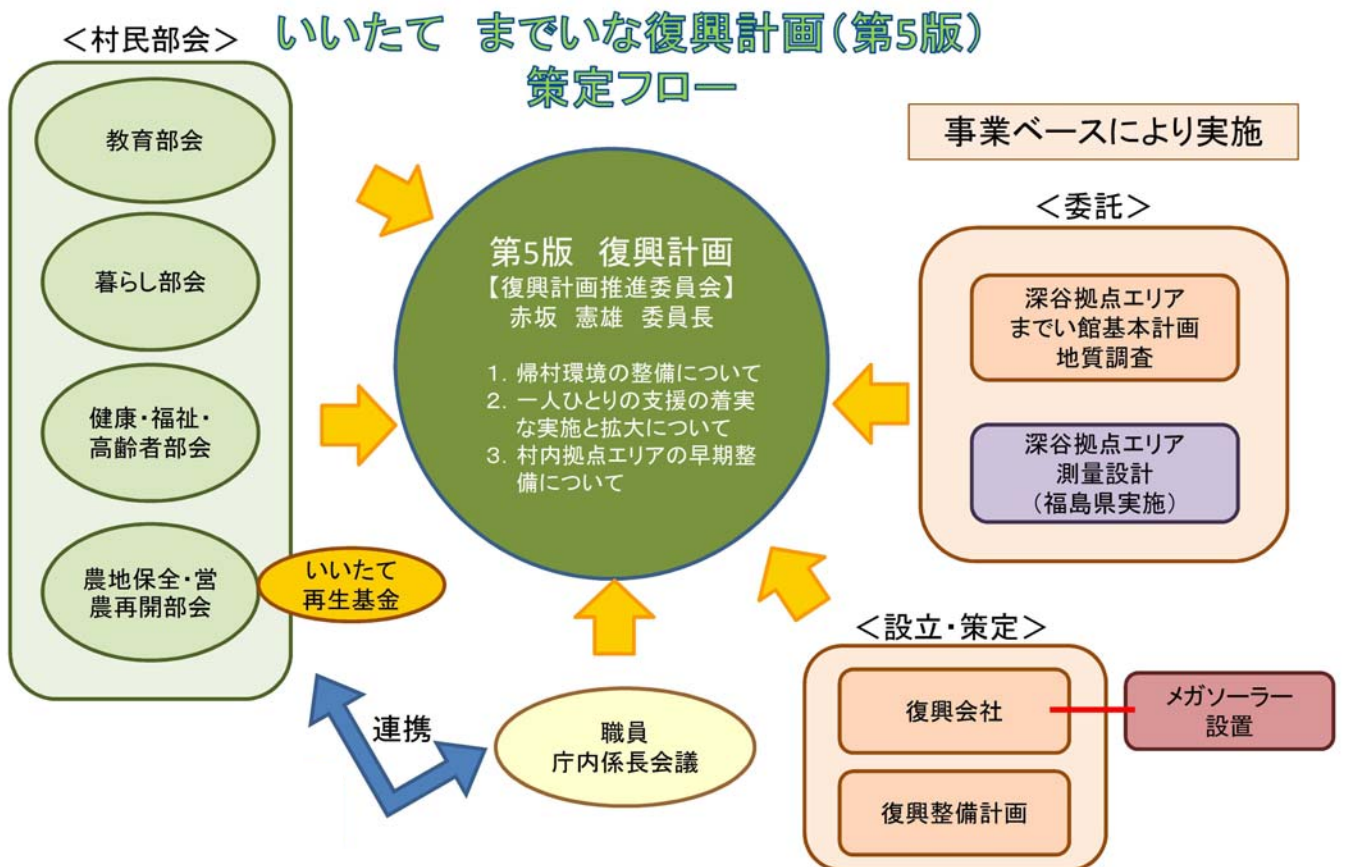 いいたて までいな復興計画(第5版)
策定フロー
<村民部会>
教育部会
暮らし部会
健康・福祉・
高齢者部会
農地保全・営
農再開部会
いいたて
再生基金
第5版 復興計画
【復興計画推進委員会】
赤坂 憲雄 委員長
1. 帰村環境の整備について
2. 一人ひとりの支援の着実
な実施と拡大について
3. 村内拠点エリアの早期整
備について
連携
職員
庁内係長会議
事業ベースにより実施
<委託>
深谷拠点エリア
までい館基本計画
地質調査
深谷拠点エリア
測量設計
(福島県実施)
<設立・策定>
復興会社
メガソーラー
設置
復興整備計画